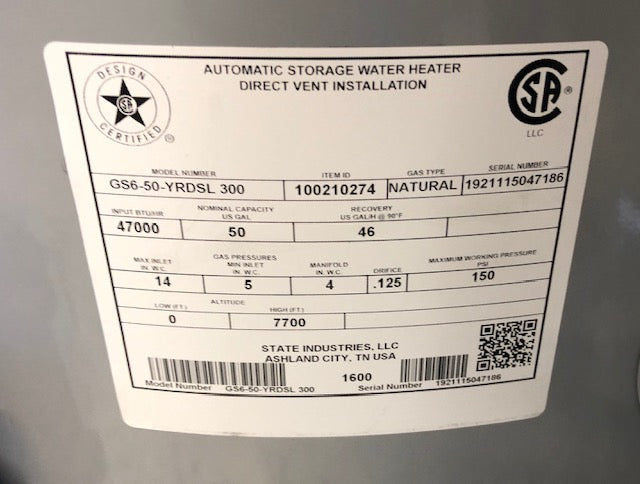 DESIGN
CERTIFIED
SA
®
AUTOMATIC STORAGE WATER HEATER
DIRECT VENT INSTALLATION
SA
®
LLC
MODEL NUMBER ITEM ID GAS TYPE SERIAL NUMBER
GS6-50-YRDSL 300 100210274 NATURAL 1921115047186
INPUT BTU/HR NOMINAL CAPACITY RECOVERY
US GAL US GAL/H @ 90°F
47000 50 46
GAS PRESSURES MAXIMUM WORKING PRESSURE
MAX INLET MIN INLET MANIFOLD ORIFICE PSI
IN. W.C. IN. W.C. IN. W.C.
14 5 4 .125 150
ALTITUDE
LOW (FT.) HIGH (FT.)
0 7700
STATE INDUSTRIES, LLC
ASHLAND CITY, TN USA
1600
Model Number GS6-50-YRDSL 300 Serial Number 1921115047186